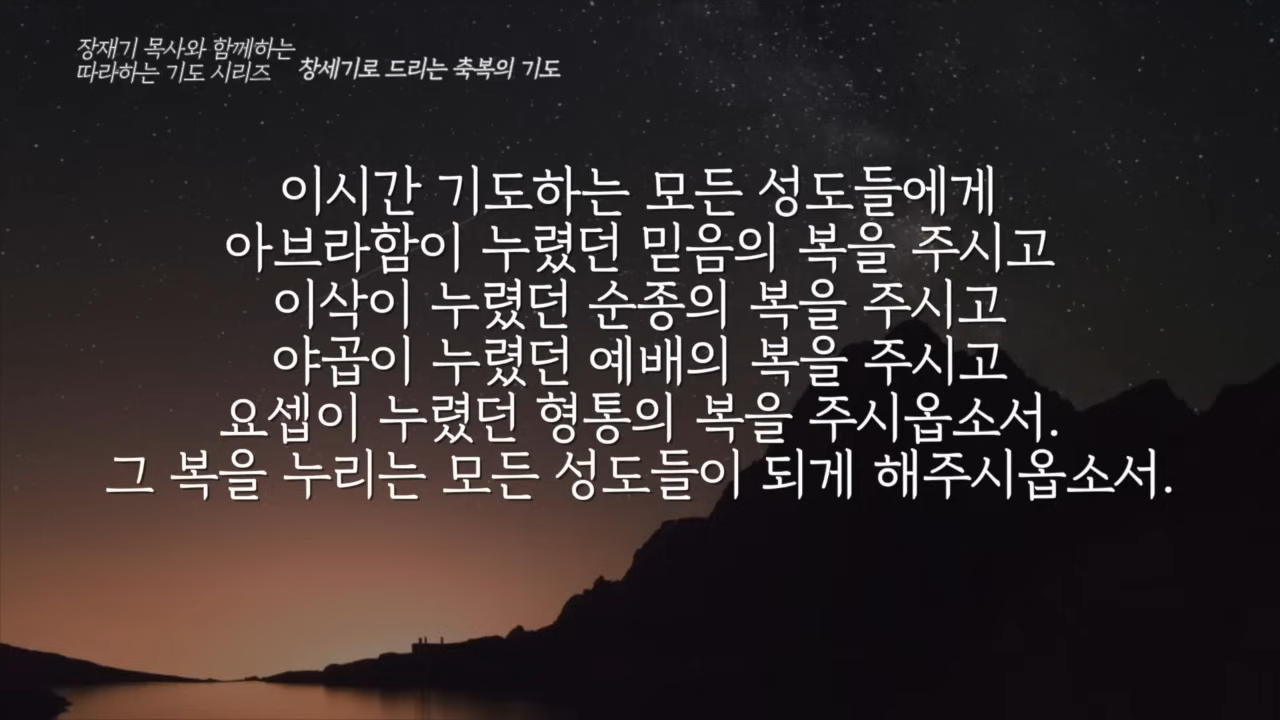 장재기 목사와 함께하는
따라하는 기도 시리즈 창세기로 드리는 축복의 기도
이시간 기도하는 모든 성도들에게
아브라함이 누렸던 믿음의 복을 주시고
이삭이 누렸던 순종의 복을 주시고
야곱이 누렸던 예배의 복을 주시고
요셉이 누렸던 형통의 복을 주시옵소서.
그 복을 누리는 모든 성도들이 되게 해주시옵소서.